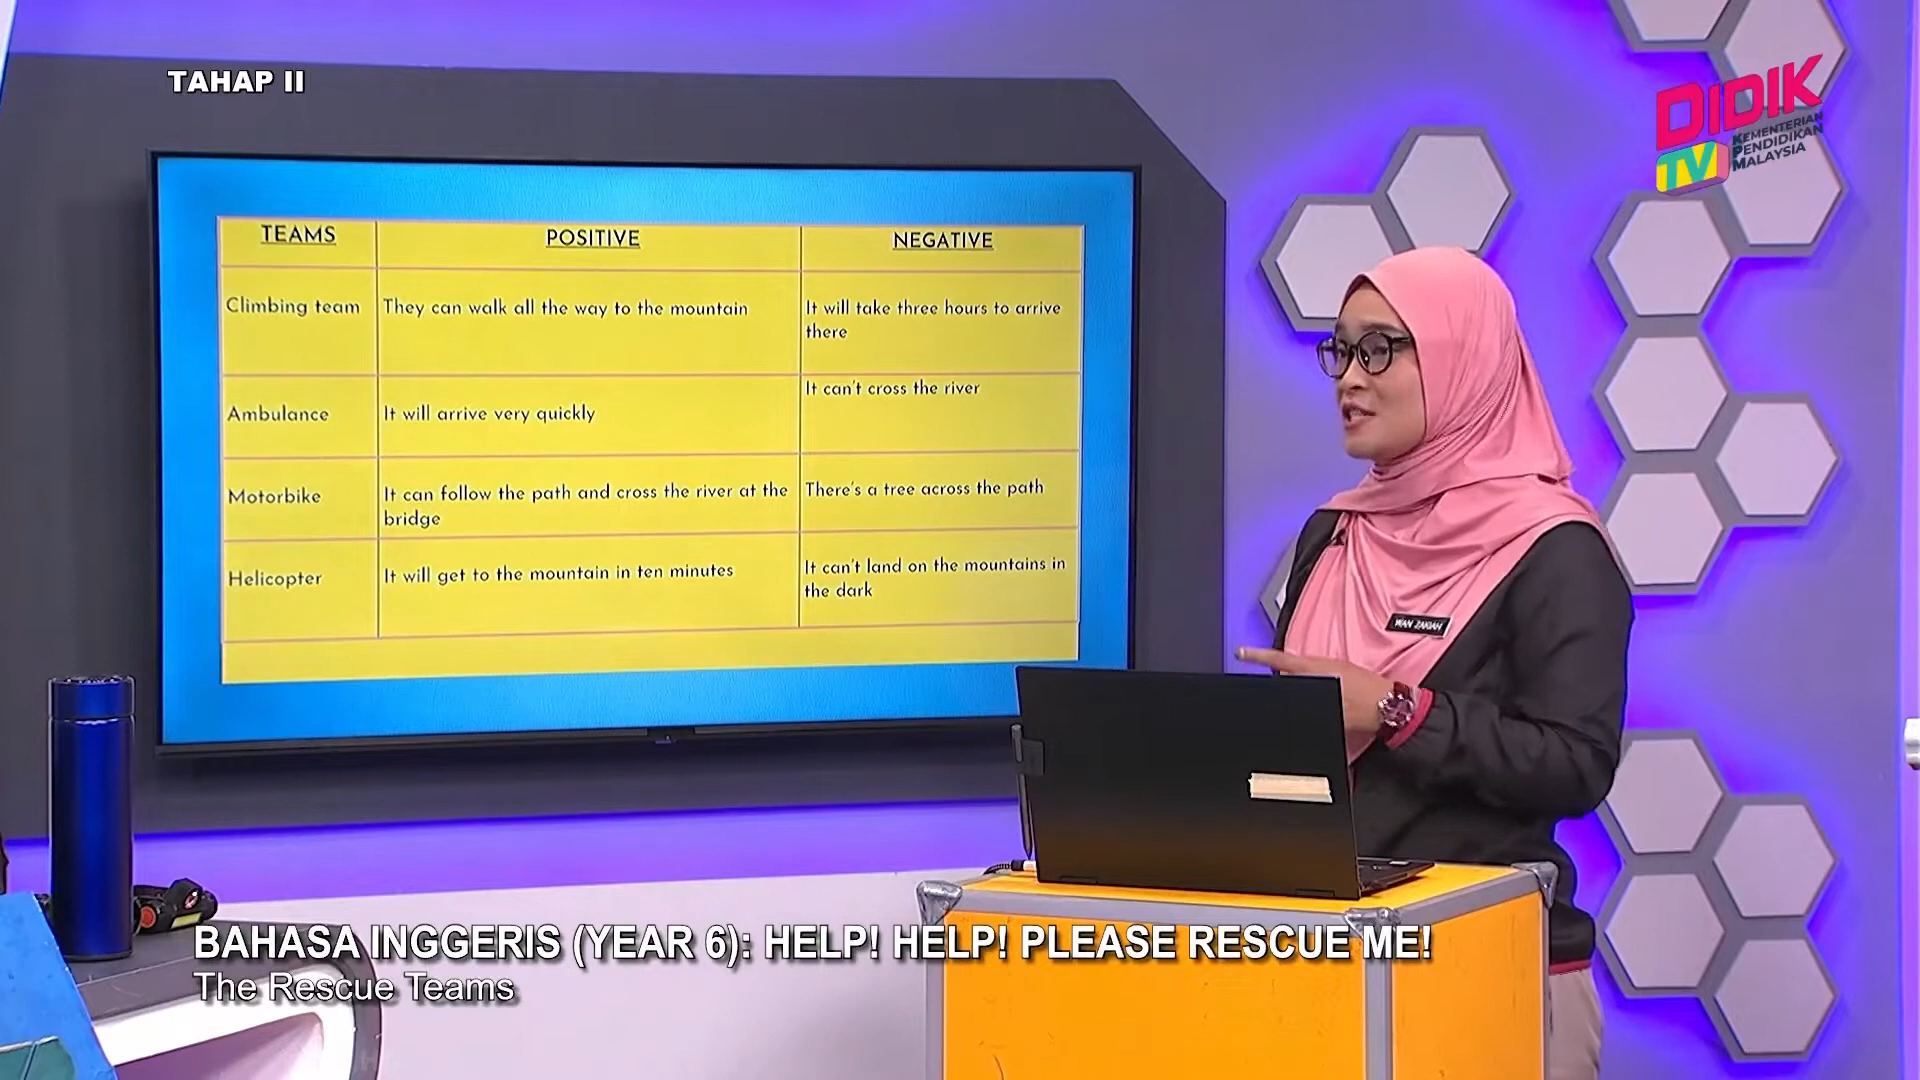 TAHAP II
DIDIK
TV
KEMENTERIAN
PENDIDIKAN
MALAYSIA
TEAMS POSITIVE NEGATIVE
Climbing team They can walk all the way to the mountain It will take three hours to arrive
there
Ambulance It will arrive very quickly It can't cross the river
Motorbike It can follow the path and cross the river at the There's a tree across the path
bridge
Helicopter It will get to the mountain in ten minutes It can't land on the mountains in
the dark
WAN ZAKIAH
BAHASA INGGERIS (YEAR 6): HELP! HELP! PLEASE RESCUE ME!
The Rescue Teams